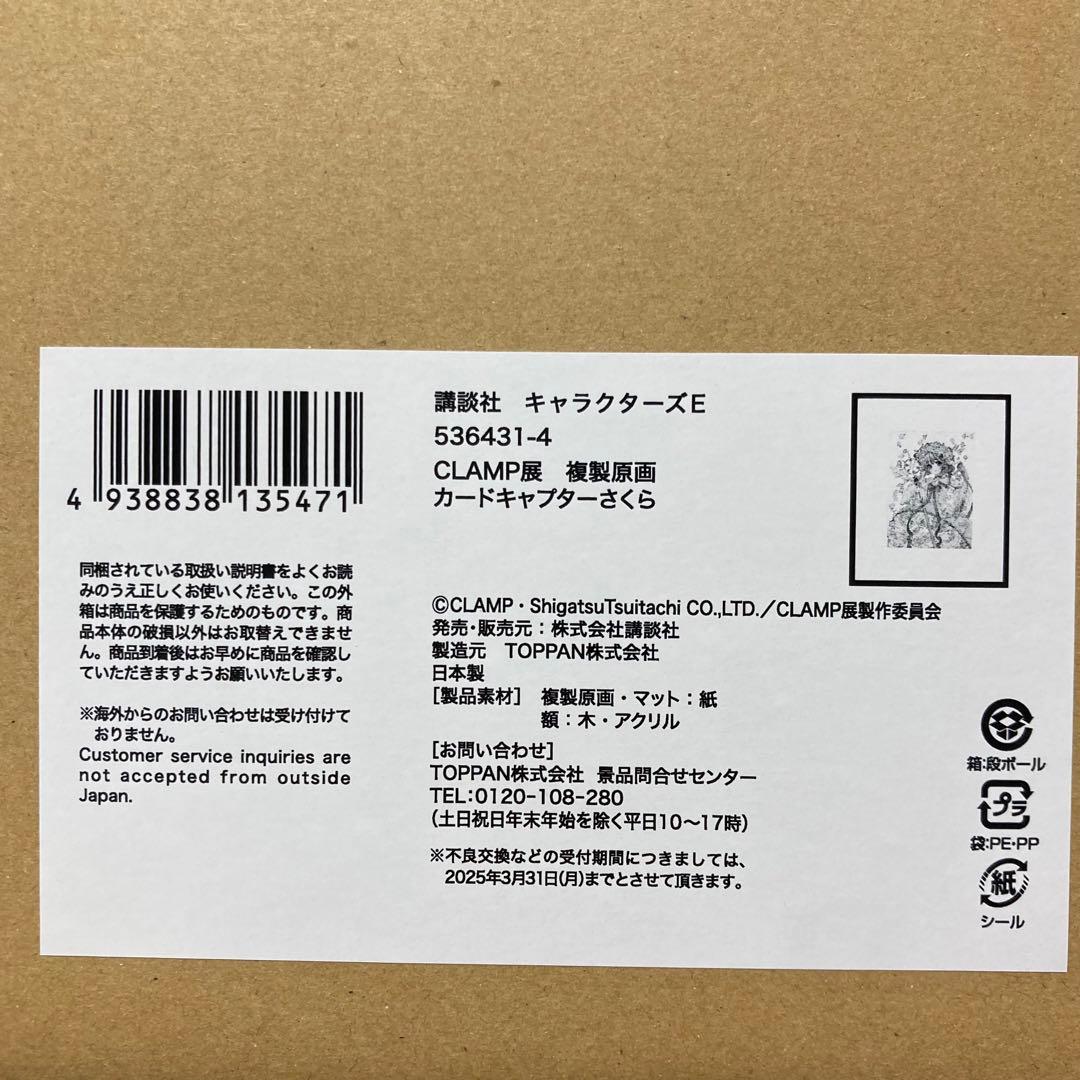 4 938838 135471
同梱されている取扱い説明書をよくお読
みのうえ正しくお使いください。この外
箱は商品を保護するためのものです。商
品本体の破損以外はお取替えできませ
ん。商品到着後はお早めに商品を確認し
ていただきますようお願いいたします。
※海外からのお問い合わせは受け付けて
おりません。
Customer service inquiries are
not accepted from outside
Japan.
講談社 キャラクターズE
536431-4
CLAMP展 複製原画
カードキャプターさくら
©CLAMP・ShigatsuTsuitachi CO.,LTD./CLAMP展製作委員会
発売・販売元：株式会社講談社
製造元 TOPPAN株式会社
日本製
［製品素材］ 複製原画・マット：紙
額：木・アクリル
［お問い合わせ］
TOPPAN株式会社 景品問合せセンター
TEL:0120-108-280
（土日祝日年末年始を除く平日10〜17時）
※不良交換などの受付期間につきましては、
2025年3月31日(月)までとさせて頂きます。
箱:段ボール
プラ
袋:PE・PP
紙
シール